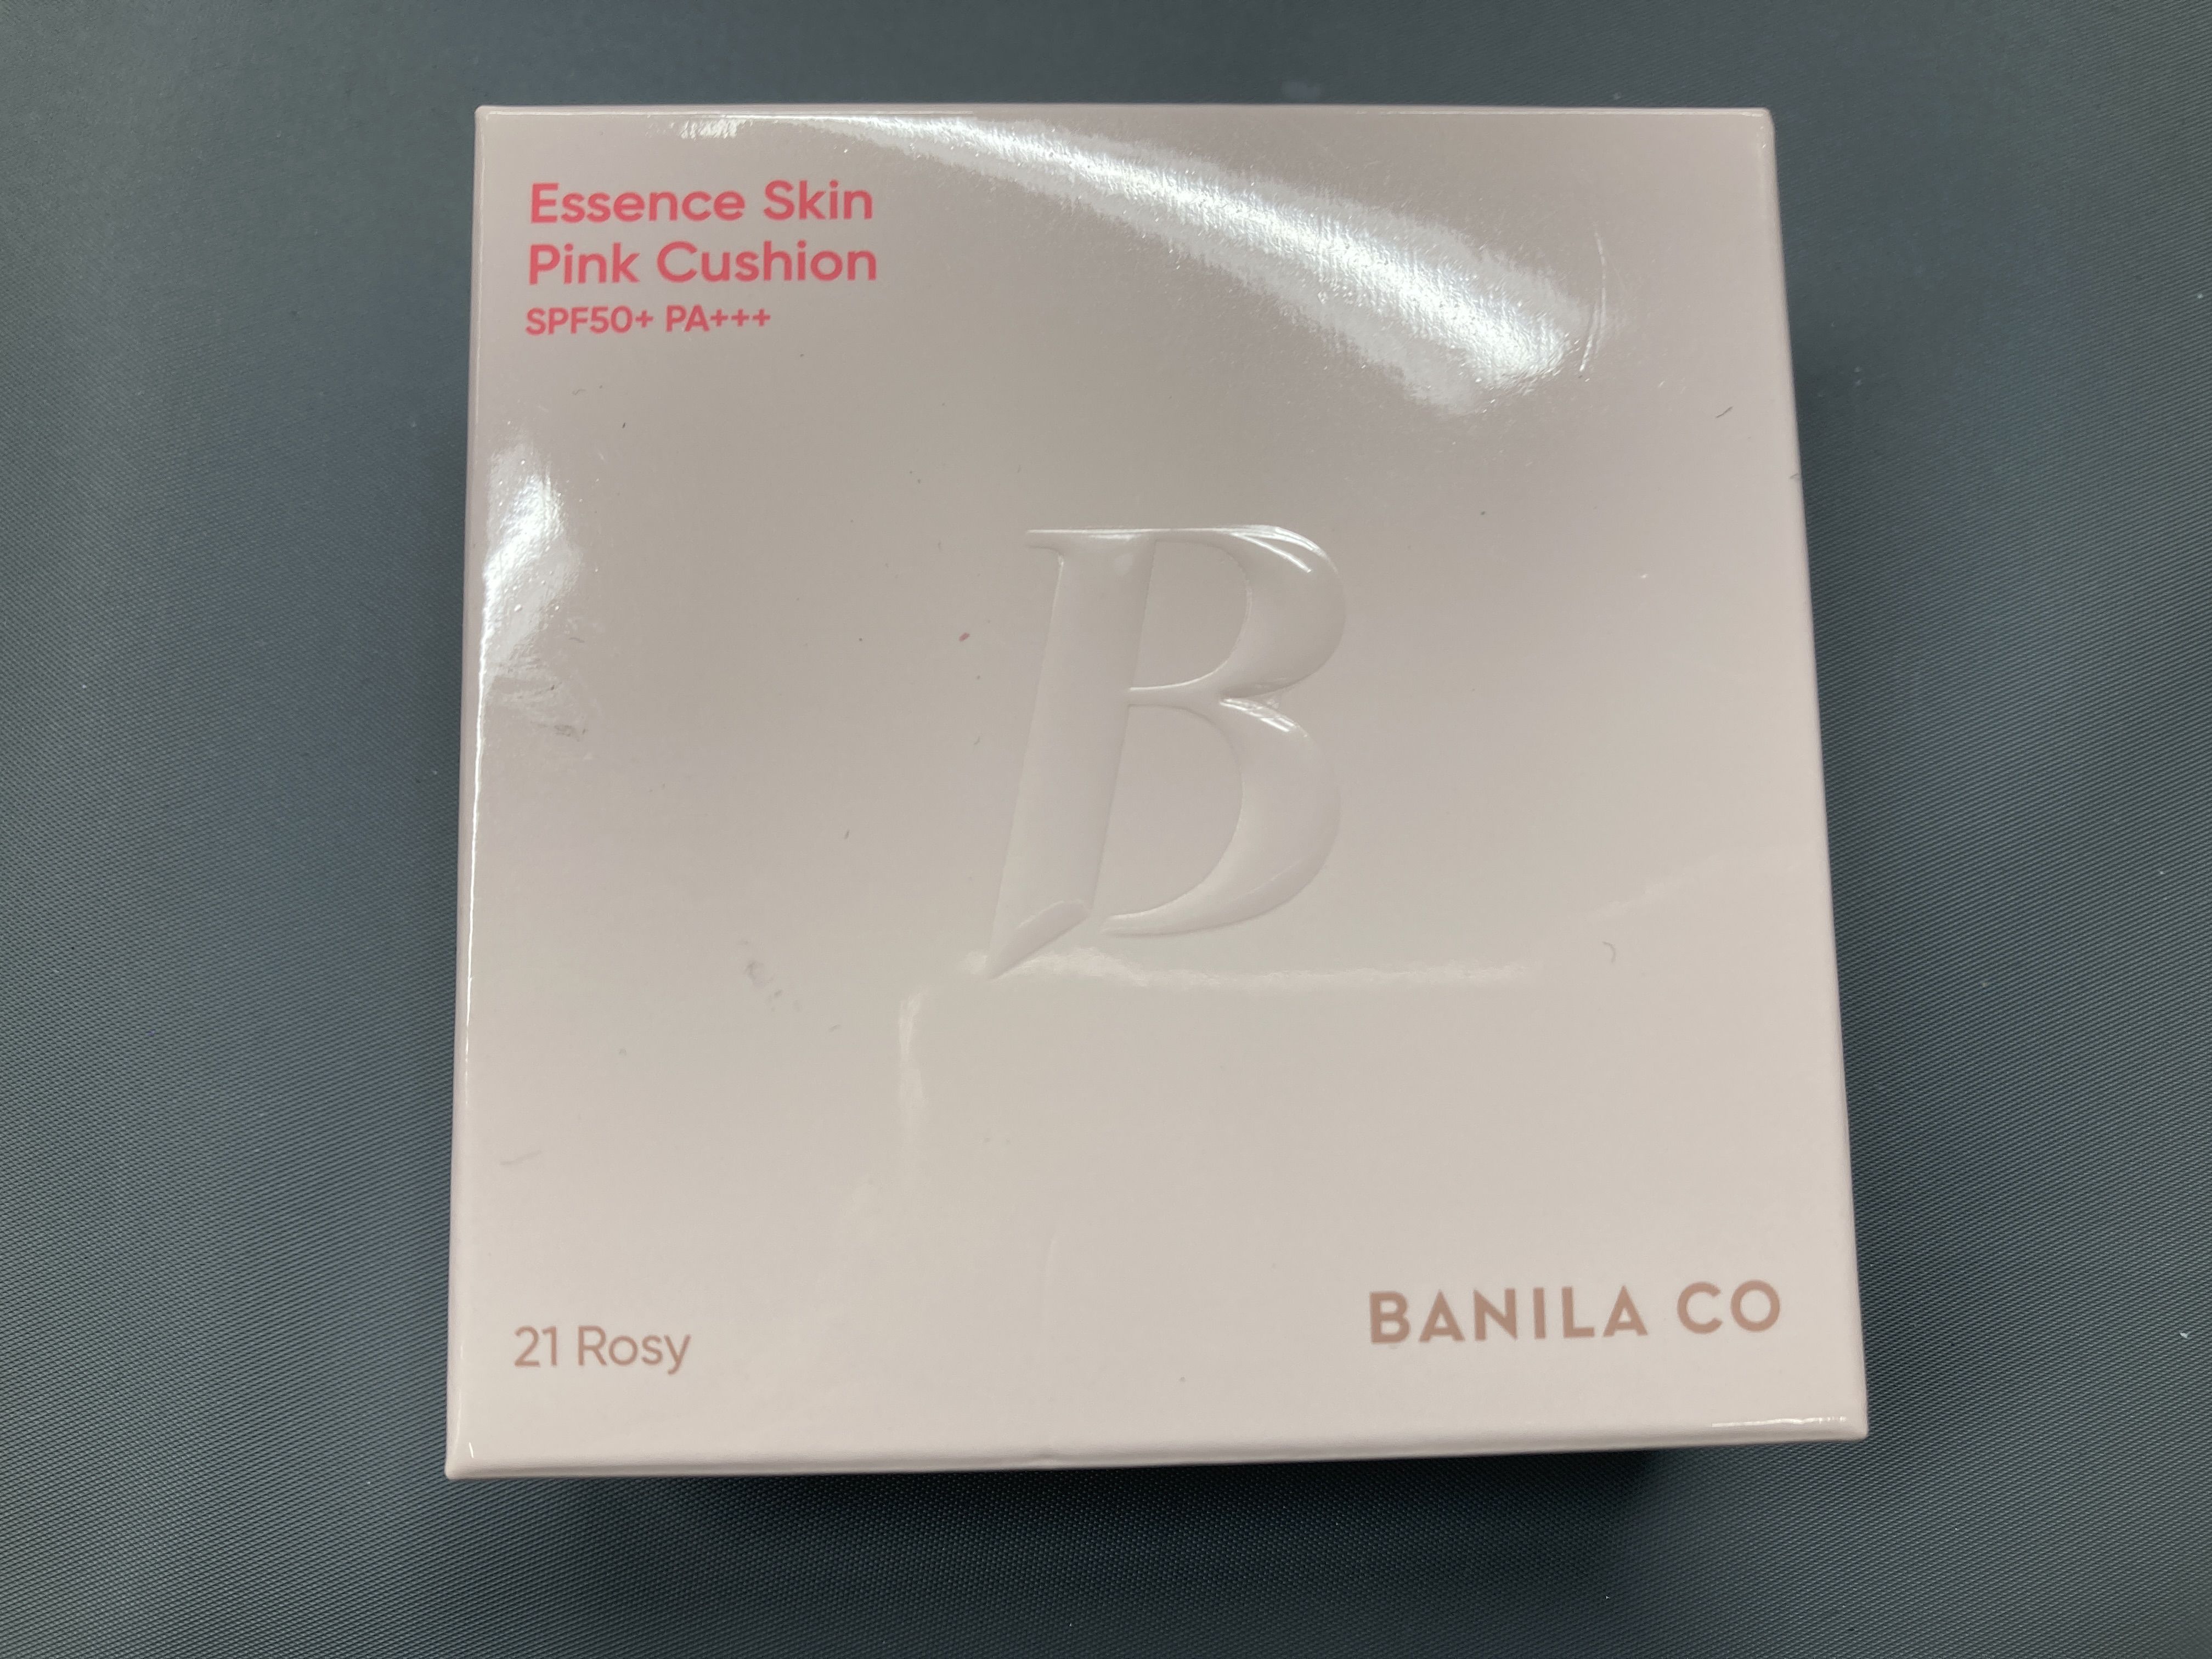 Essence Skin
Pink Cushion
SPF50+ PA+++
B
21 Rosy
BANILA CO